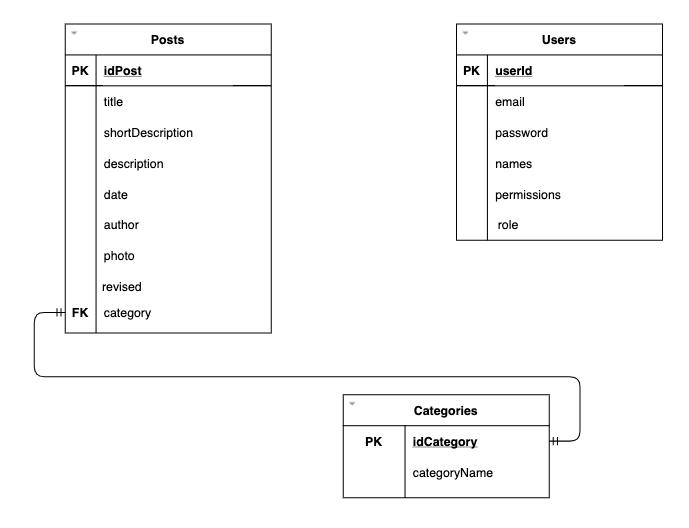 Posts
PK idPost
title
shortDescription
description
date
author
photo
revised
FK category
Users
PK userId
email
password
names
permissions
role
Categories
PK idCategory
categoryName